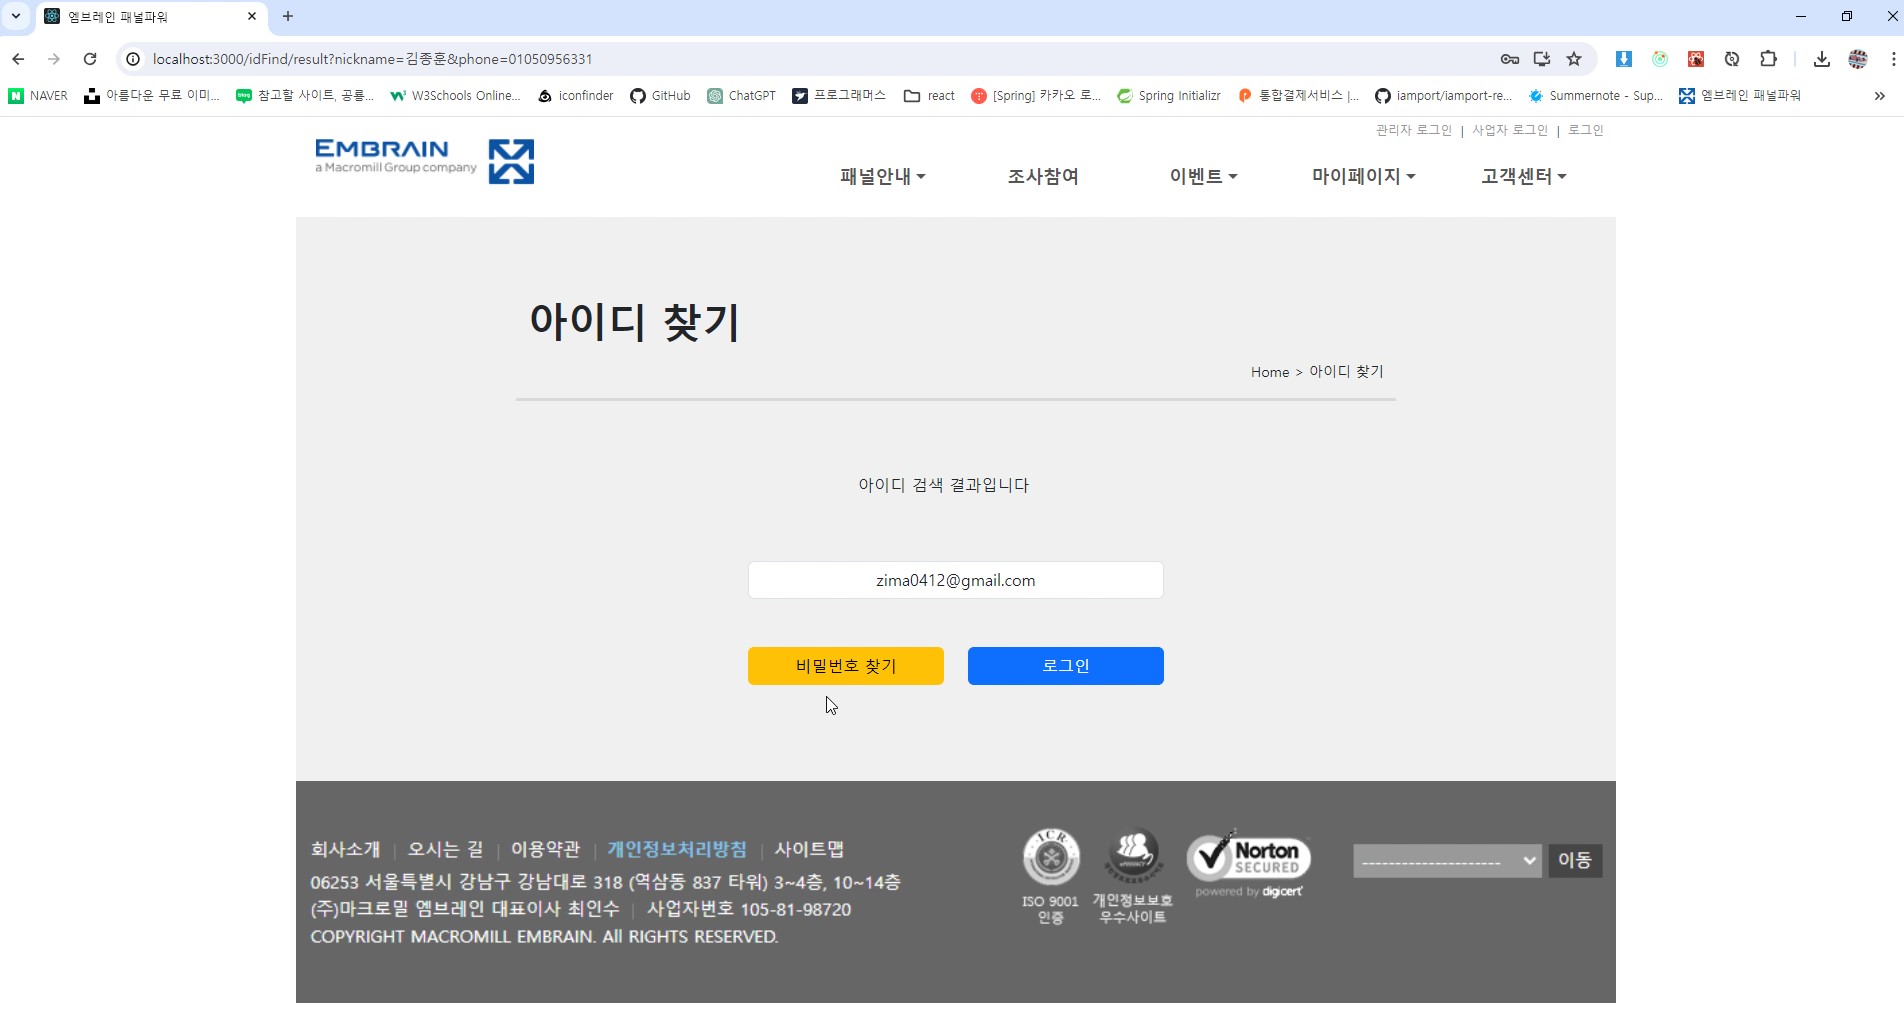 엠브레인 패널파워
localhost:3000/idFind/result?nickname=김종훈&phone=01050956331
NAVER 아름다운 무료 이미... 참고할 사이트, 공룡... W3Schools Online... iconfinder GitHub ChatGPT 프로그래머스 react [Spring] 카카오 로... Spring Initializr 통합결제서비스 |... iamport/iamport-re... Summernote - Sup... 엠브레인 패널파워
관리자 로그인 | 사업자 로그인 | 로그인
EMBRAIN
a Macromill Group company
패널안내 조사참여 이벤트 마이페이지 고객센터
아이디 찾기
Home > 아이디 찾기
아이디 검색 결과입니다
zima0412@gmail.com
비밀번호 찾기 로그인
회사소개 | 오시는 길 | 이용약관 | 개인정보처리방침 | 사이트맵
06253 서울특별시 강남구 강남대로 318 (역삼동 837 타워) 3~4층, 10~14층
(주)마크로밀 엠브레인 대표이사 최인수 | 사업자번호 105-81-98720
COPYRIGHT MACROMILL EMBRAIN. All RIGHTS RESERVED.
ICR
ISO 9001
인증
ePRIVACY
개인정보보호
우수사이트
Norton
SECURED
powered by digicert
---------------------- 이동